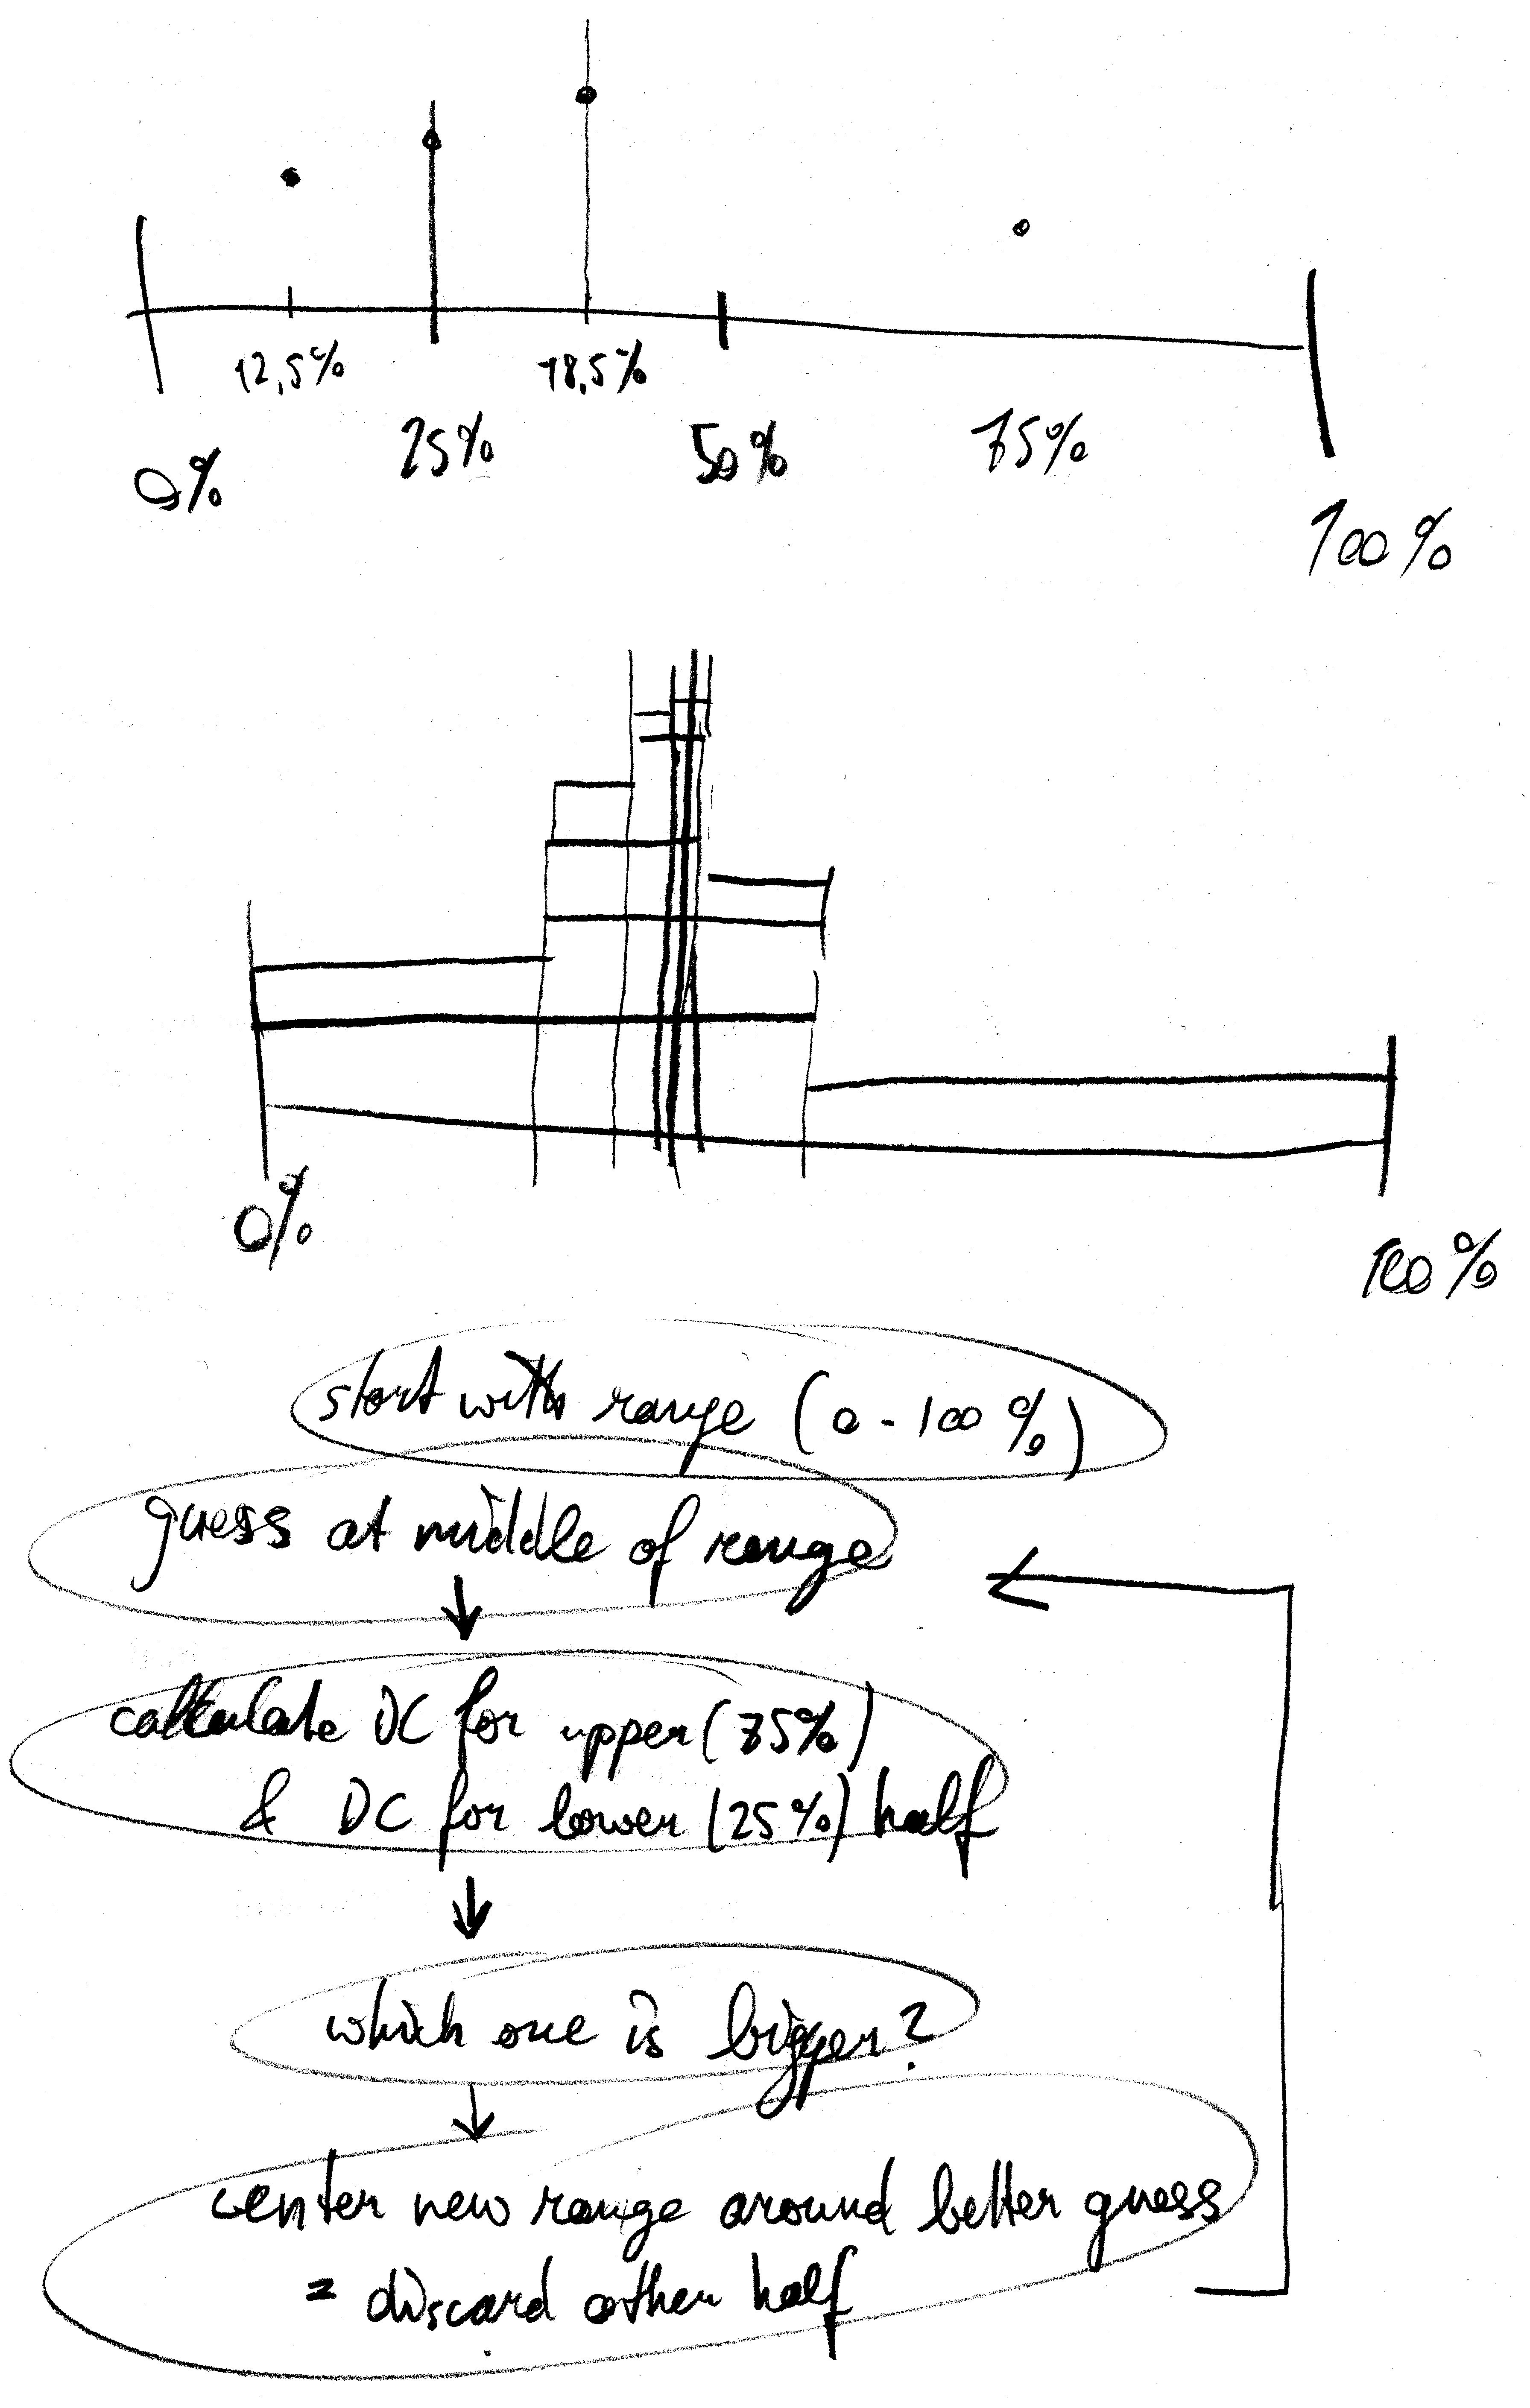 12,5% 18,5%
0% 25% 50% 75% 100%
0% 100%
start with range (0-100%)
guess at middle of range
calculate DC for upper (75%)
& DC for lower (25%) half
which one is bigger?
center new range around better guess
= discard other half